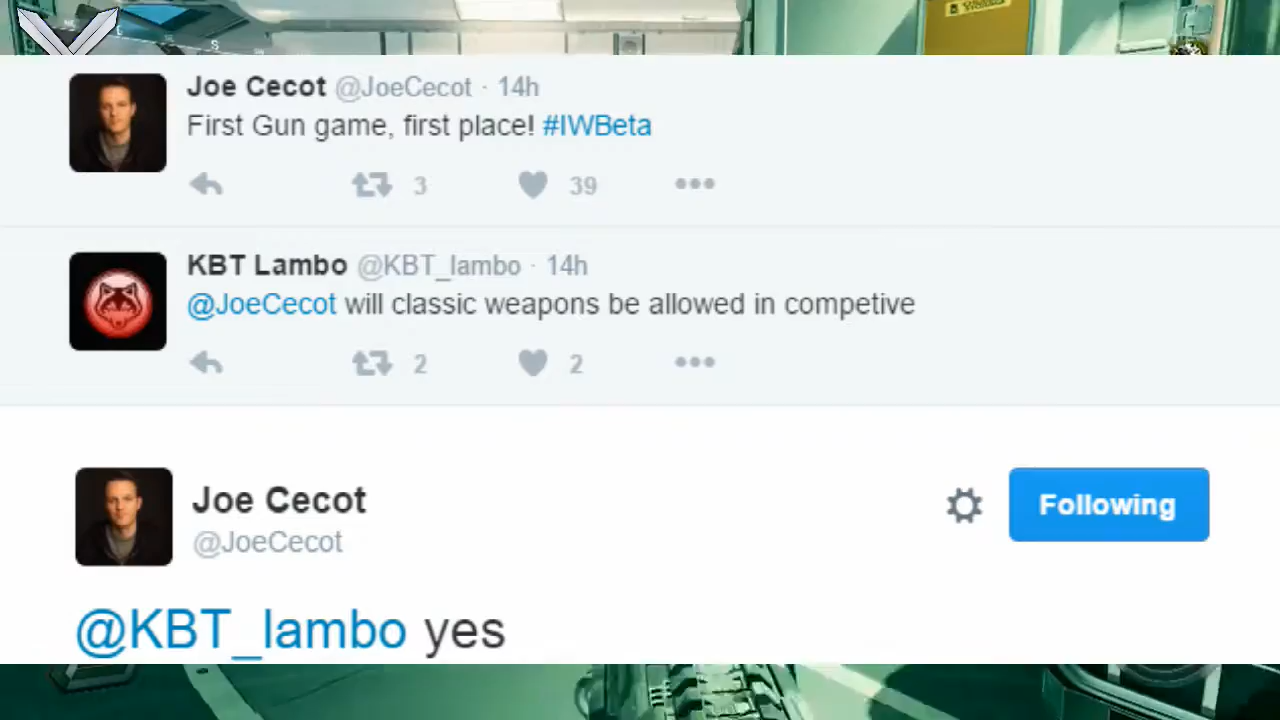 Joe Cecot @JoeCecot · 14h
First Gun game, first place! #IWBeta
3 39
KBT Lambo @KBT_lambo · 14h
@JoeCecot will classic weapons be allowed in competive
2 2
Joe Cecot
@JoeCecot
Following
@KBT_lambo yes